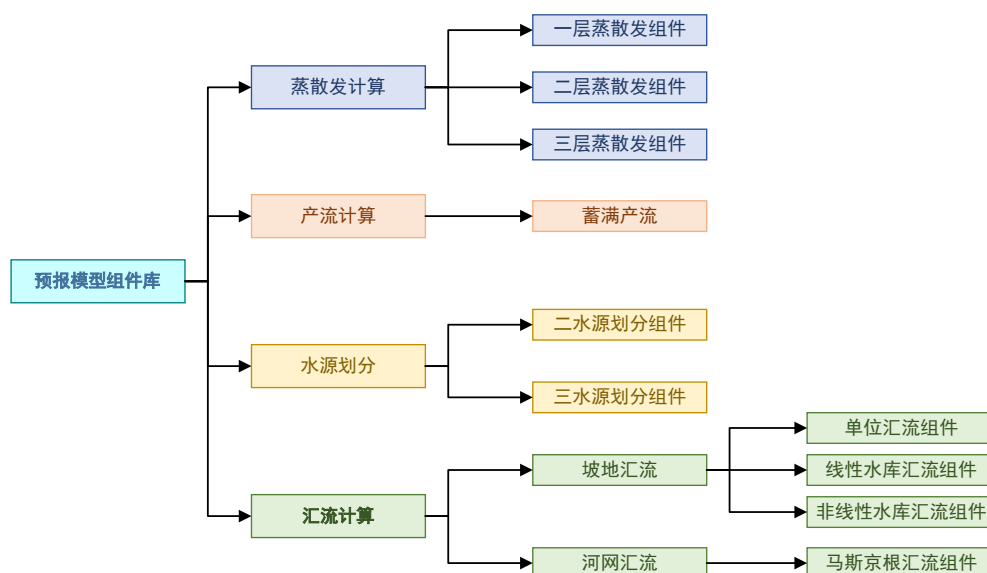 预报模型组件库
蒸散发计算
一层蒸散发组件
二层蒸散发组件
三层蒸散发组件
产流计算
蓄满产流
水源划分
二水源划分组件
三水源划分组件
汇流计算
坡地汇流
单位汇流组件
线性水库汇流组件
非线性水库汇流组件
河网汇流
马斯京根汇流组件